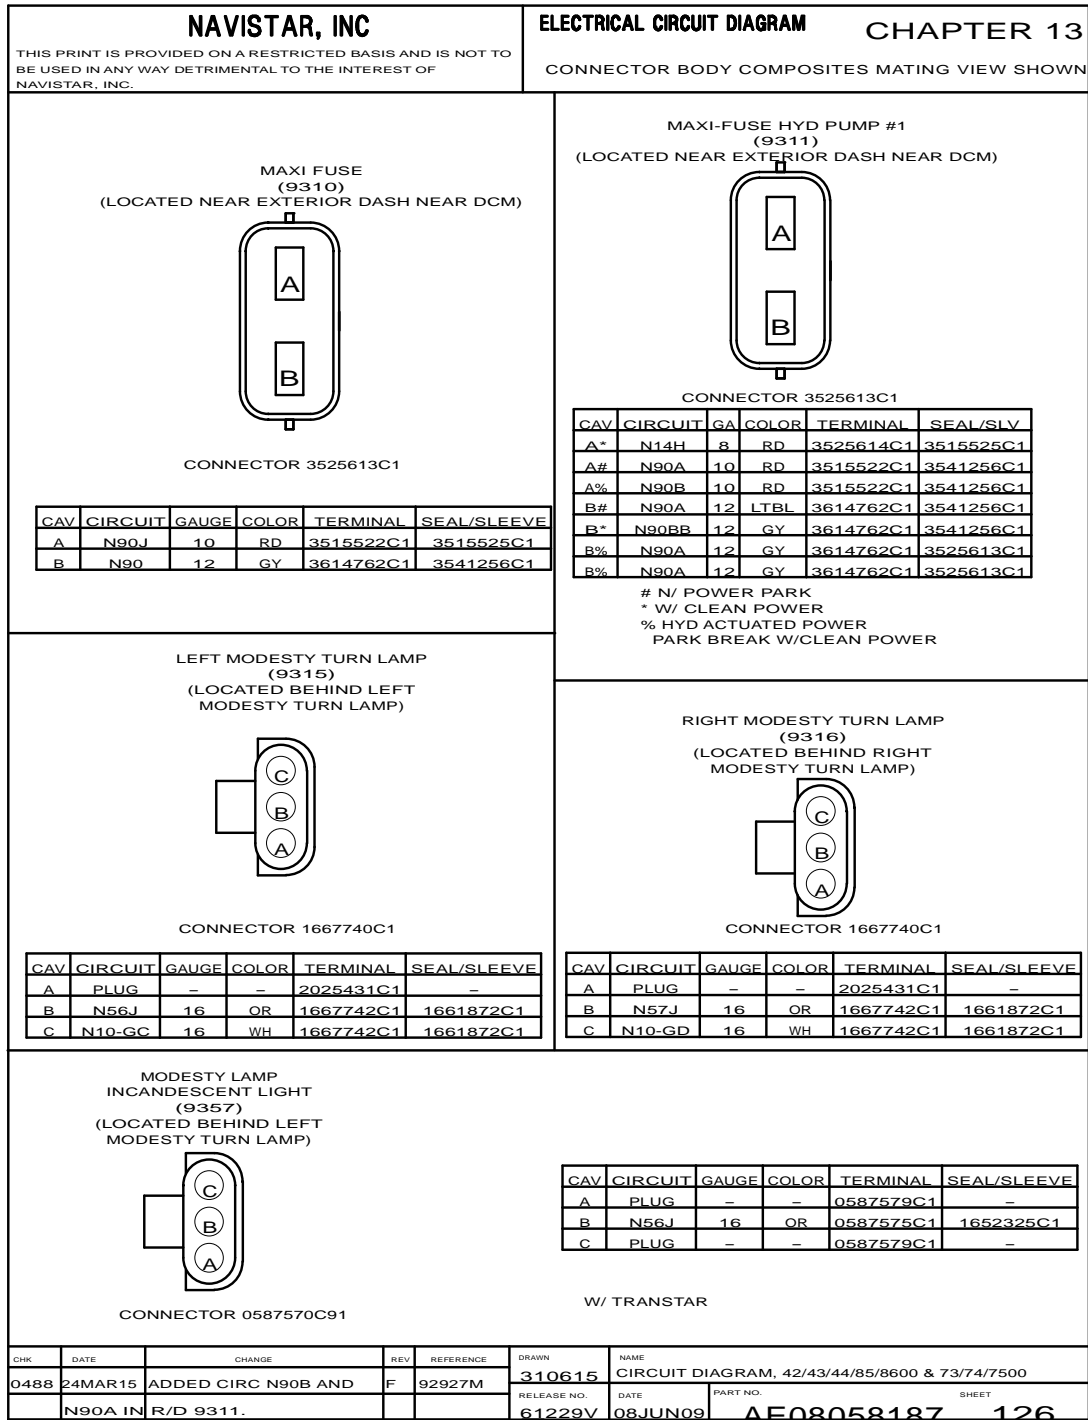 NAVISTAR, INC
THIS PRINT IS PROVIDED ON A RESTRICTED BASIS AND IS NOT TO
BE USED IN ANY WAY DETRIMENTAL TO THE INTEREST OF
NAVISTAR, INC.
ELECTRICAL CIRCUIT DIAGRAM CHAPTER 13
CONNECTOR BODY COMPOSITES MATING VIEW SHOWN
MAXI FUSE
(9310)
(LOCATED NEAR EXTERIOR DASH NEAR DCM)
A
B
CONNECTOR 3525613C1
CAV CIRCUIT GAUGE COLOR TERMINAL SEAL/SLEEVE
A N90J 10 RD 3515522C1 3515525C1
B N90 12 GY 3614762C1 3541256C1
MAXI-FUSE HYD PUMP #1
(9311)
(LOCATED NEAR EXTERIOR DASH NEAR DCM)
A
B
CONNECTOR 3525613C1
CAV CIRCUIT GA COLOR TERMINAL SEAL/SLV
A* N14H 8 RD 3525614C1 3515525C1
A# N90A 10 RD 3515522C1 3541256C1
A% N90B 10 RD 3515522C1 3541256C1
B# N90A 12 LTBL 3614762C1 3541256C1
B* N90BB 12 GY 3614762C1 3541256C1
B% N90A 12 GY 3614762C1 3525613C1
B% N90A 12 GY 3614762C1 3525613C1
# N/ POWER PARK
* W/ CLEAN POWER
% HYD ACTUATED POWER
PARK BREAK W/CLEAN POWER
LEFT MODESTY TURN LAMP
(9315)
(LOCATED BEHIND LEFT
MODESTY TURN LAMP)
C
B
A
CONNECTOR 1667740C1
CAV CIRCUIT GAUGE COLOR TERMINAL SEAL/SLEEVE
A PLUG – – 2025431C1 –
B N56J 16 OR 1667742C1 1661872C1
C N10-GC 16 WH 1667742C1 1661872C1
RIGHT MODESTY TURN LAMP
(9316)
(LOCATED BEHIND RIGHT
MODESTY TURN LAMP)
C
B
A
CONNECTOR 1667740C1
CAV CIRCUIT GAUGE COLOR TERMINAL SEAL/SLEEVE
A PLUG – – 2025431C1 –
B N57J 16 OR 1667742C1 1661872C1
C N10-GD 16 WH 1667742C1 1661872C1
MODESTY LAMP
INCANDESCENT LIGHT
(9357)
(LOCATED BEHIND LEFT
MODESTY TURN LAMP)
C
B
A
CONNECTOR 0587570C91
CAV CIRCUIT GAUGE COLOR TERMINAL SEAL/SLEEVE
A PLUG – – 0587579C1 –
B N56J 16 OR 0587575C1 1652325C1
C PLUG – – 0587579C1 –
W/ TRANSTAR
CHK DATE CHANGE REV REFERENCE
0488 24MAR15 ADDED CIRC N90B AND F 92927M
N90A IN R/D 9311.
DRAWN
310615
NAME
CIRCUIT DIAGRAM, 42/43/44/85/8600 & 73/74/7500
RELEASE NO. DATE PART NO. SHEET
61229V 08JUN09 AE08058187 126